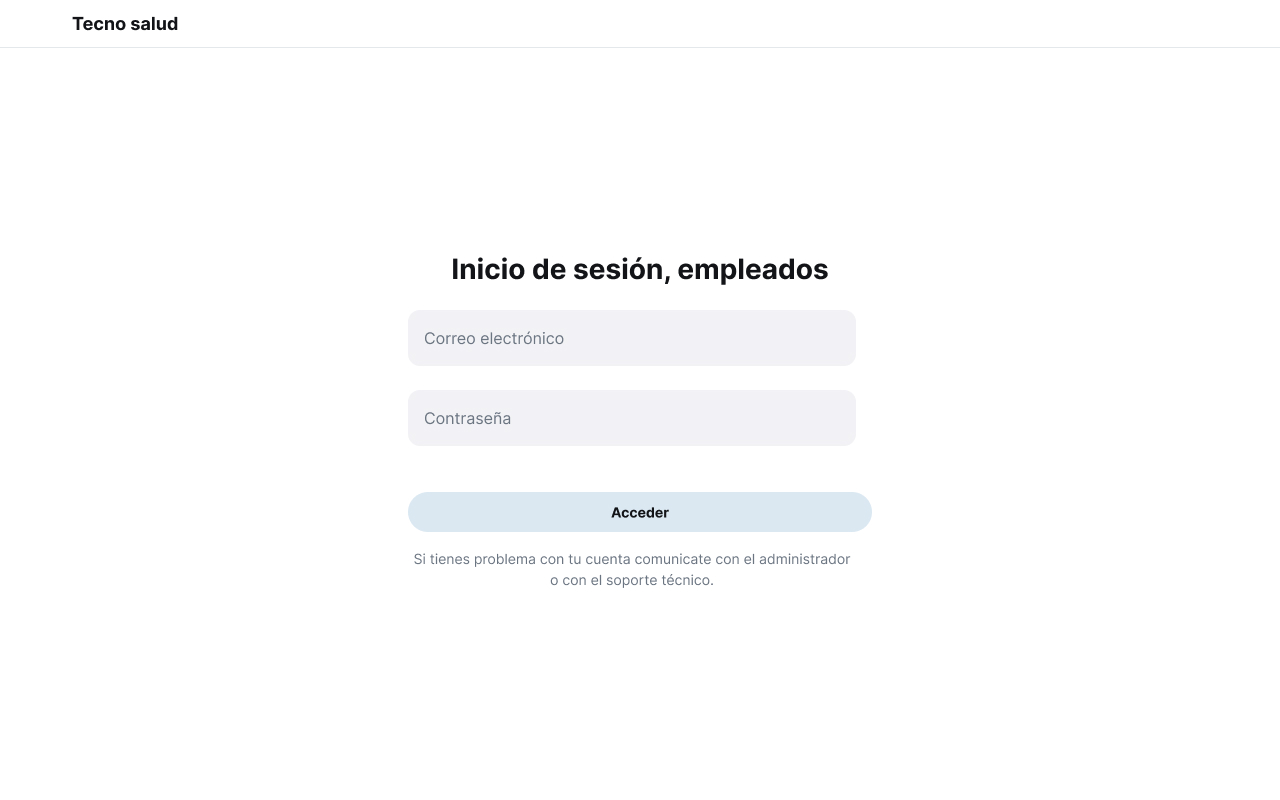 Tecno salud
Inicio de sesión, empleados
Correo electrónico
Contraseña
Acceder
Si tienes problema con tu cuenta comunicate con el administrador
o con el soporte técnico.